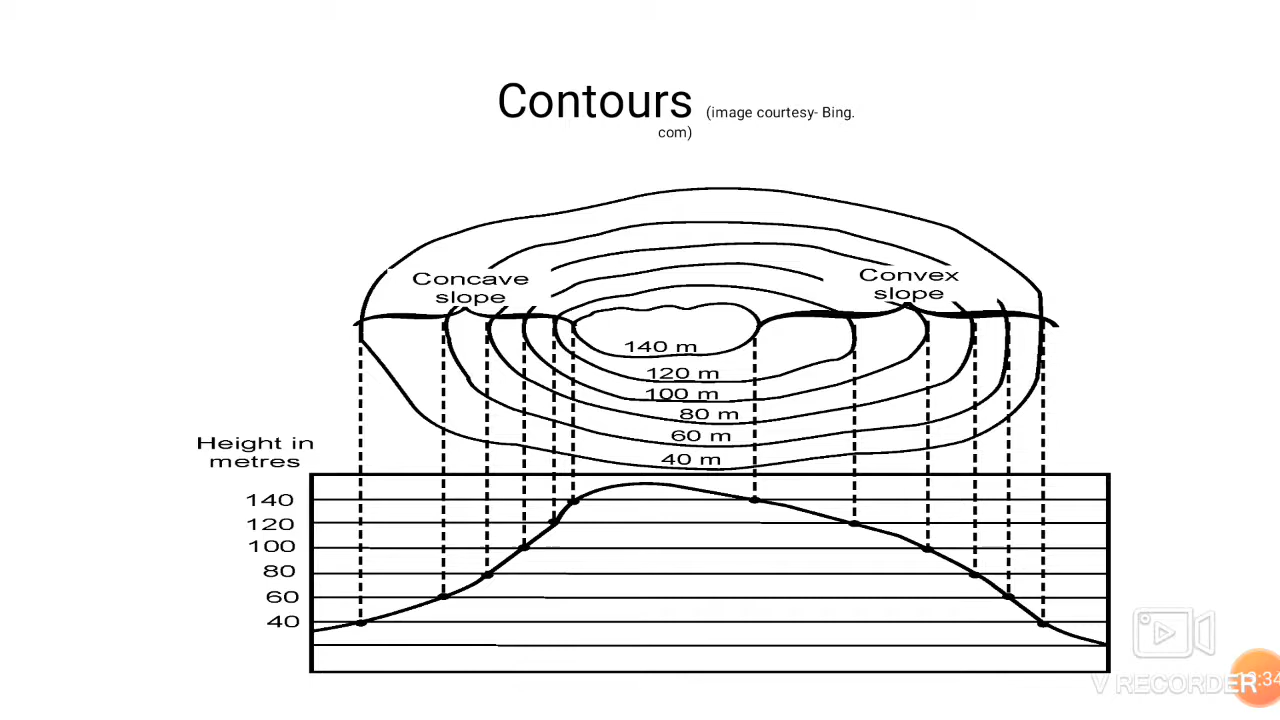 Contours (image courtesy- Bing.
com)
Concave
slope
Convex
slope
140 m
120 m
100 m
80 m
60 m
40 m
Height in
metres
140
120
100
80
60
40
V RECORDER
:34